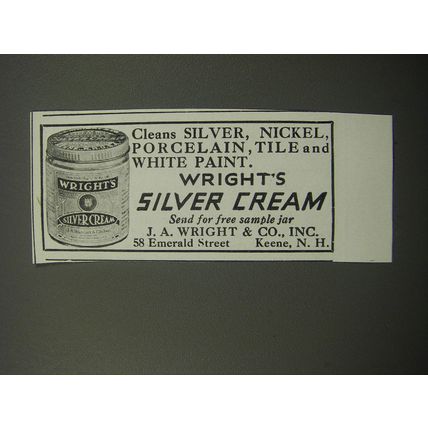 Cleans SILVER, NICKEL,
PORCELAIN, TILE and
WHITE PAINT.
WRIGHT'S
SILVER CREAM
Send for free sample jar
J. A. WRIGHT & CO., INC.
58 Emerald Street Keene, N. H.
WRIGHT'S
W
SILVER CREAM